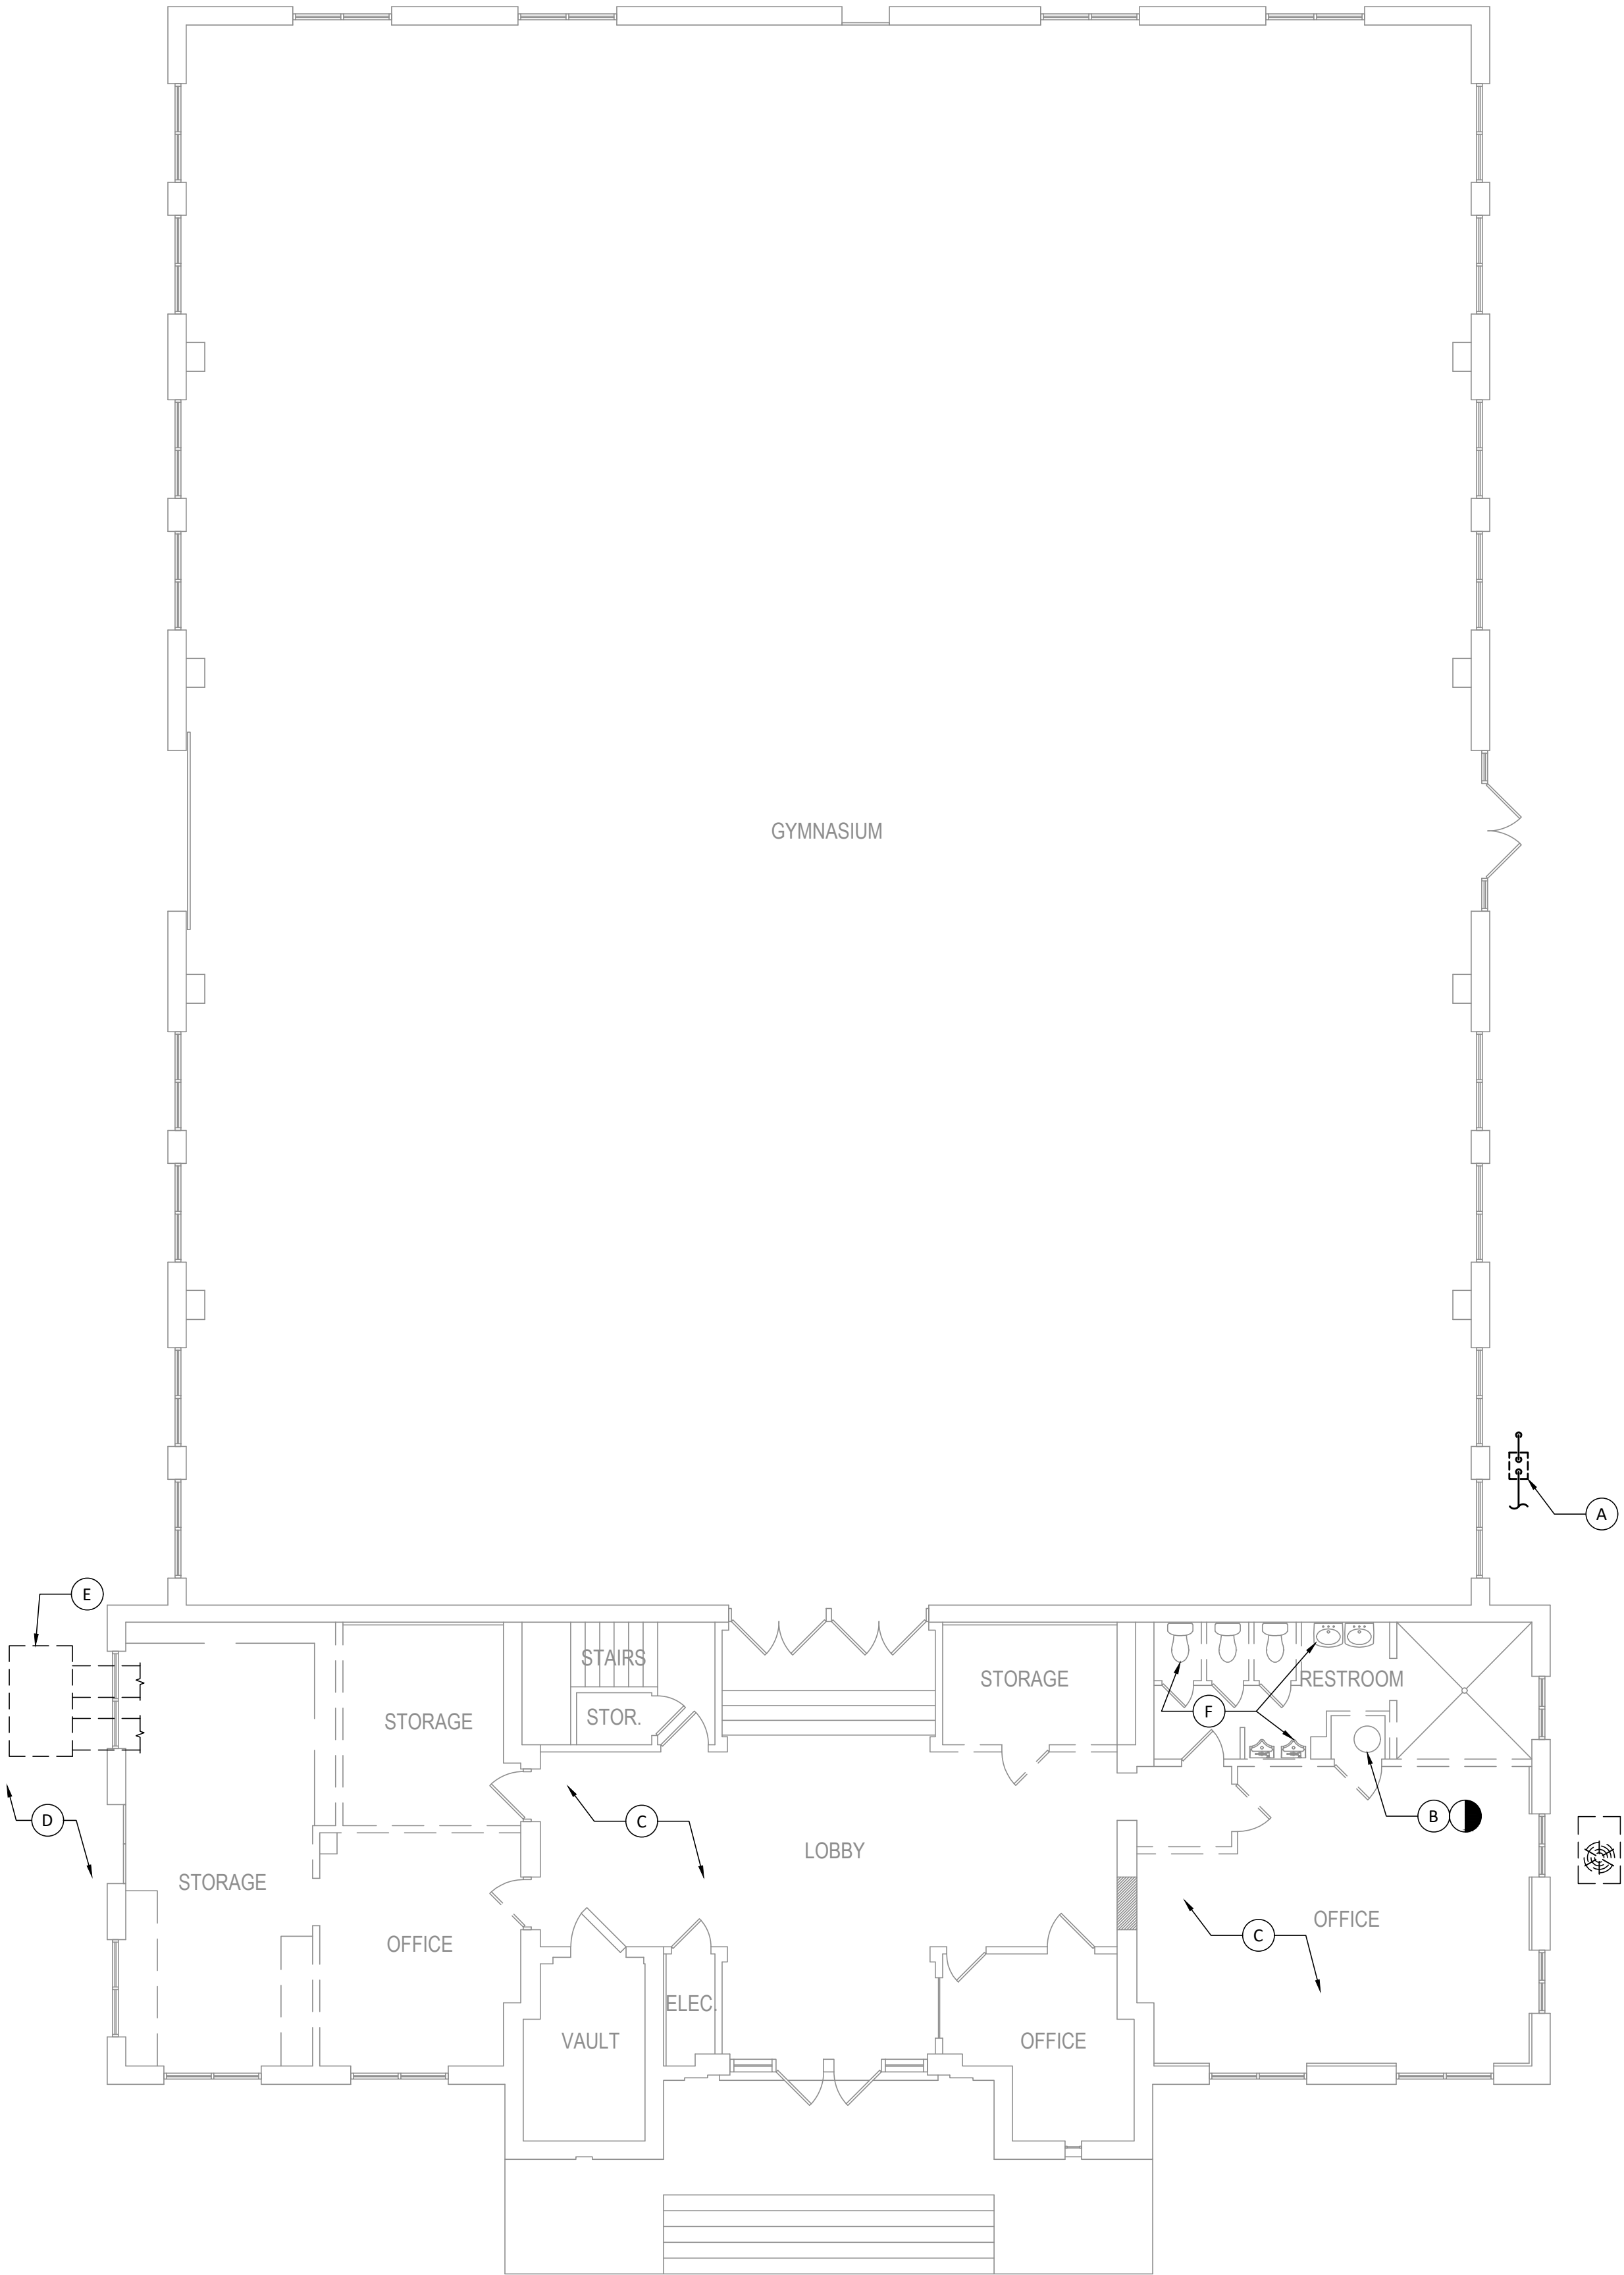 GYMNASIUM
A
E
STAIRS
STORAGE
RESTROOM
STOR.
STORAGE
F
D
C
B
LOBBY
STORAGE
OFFICE
OFFICE
C
ELEC.
VAULT
OFFICE